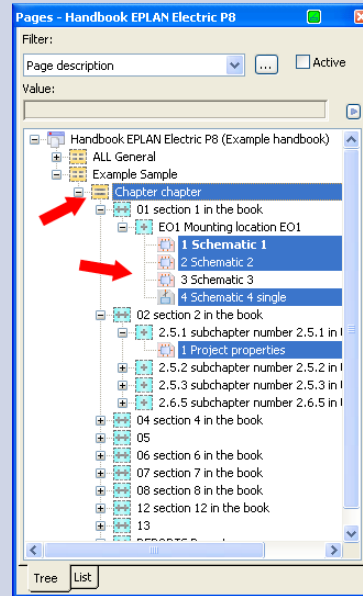 Pages - Handbook EPLAN Electric P8
Filter:
Page description
...
Active
Value:
Handbook EPLAN Electric P8 (Example handbook)
ALL General
Example Sample
Chapter chapter
01 section 1 in the book
EO1 Mounting location EO1
1 Schematic 1
2 Schematic 2
3 Schematic 3
4 Schematic 4 single
02 section 2 in the book
2.5.1 subchapter number 2.5.1 in
1 Project properties
2.5.2 subchapter number 2.5.2 in
2.5.3 subchapter number 2.5.3 in
2.6.5 subchapter number 2.6.5 in
04 section 4 in the book
05
06 section 6 in the book
07 section 7 in the book
08 section 8 in the book
12 section 12 in the book
13
Tree List